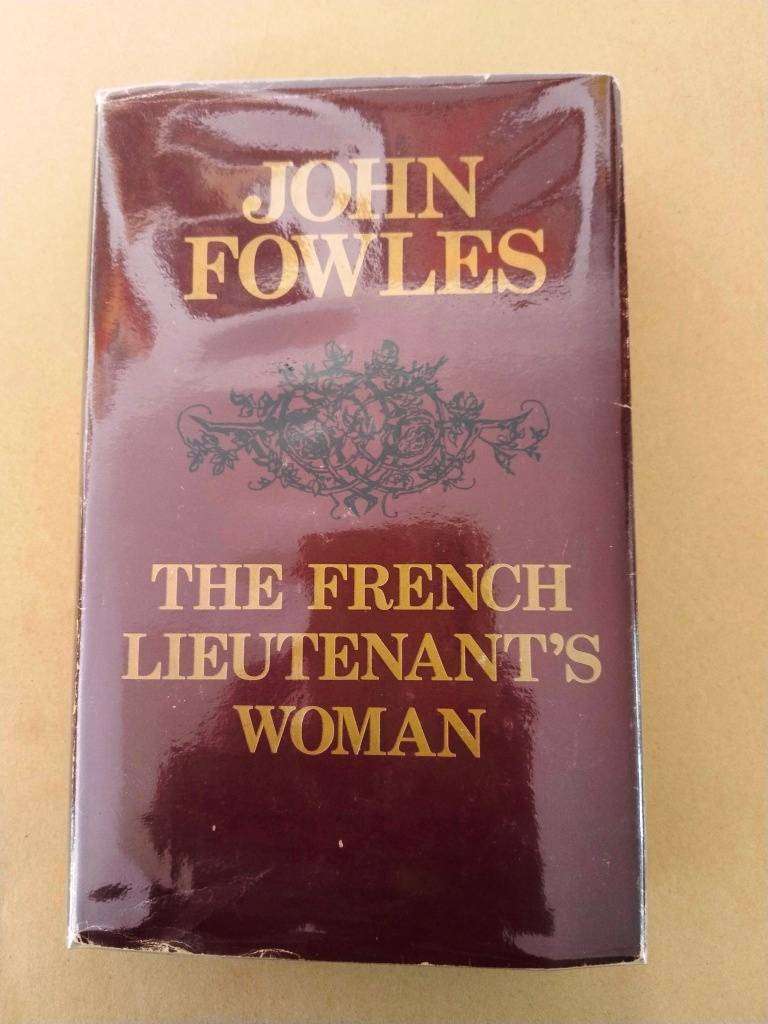 JOHN
FOWLES
THE FRENCH
LIEUTENANT'S
WOMAN